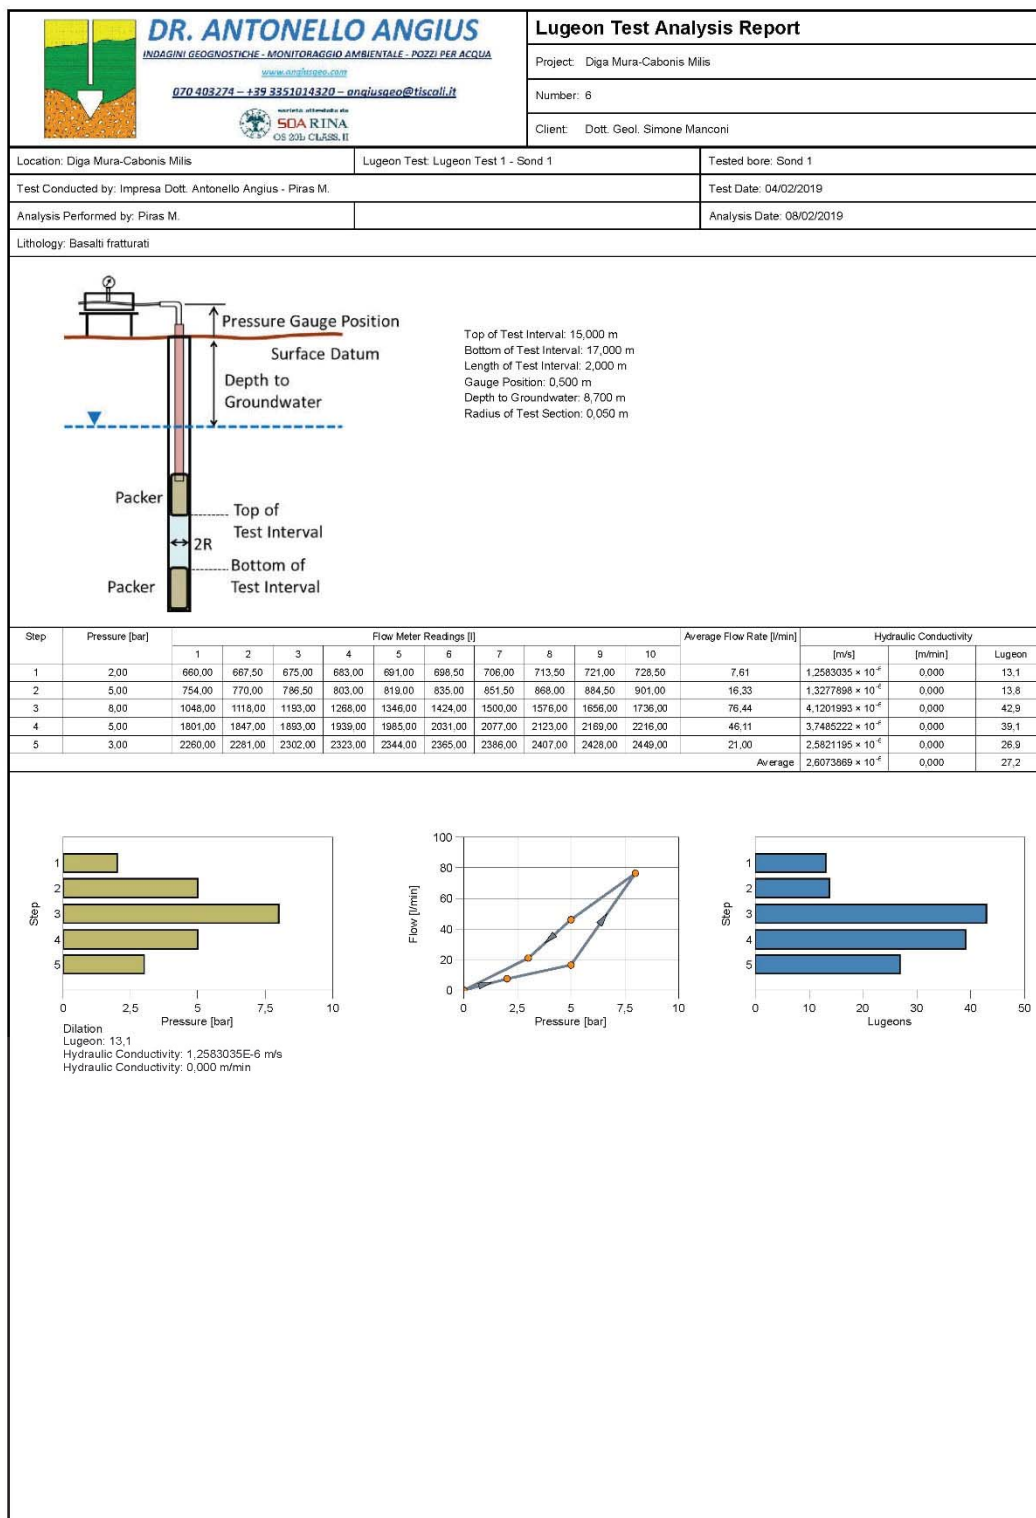 DR. ANTONELLO ANGIUS
INDAGINI GEOGNOSTICHE - MONITORAGGIO AMBIENTALE - POZZI PER ACQUA
www.angiusgeo.com
070 403274 – +39 3351014320 – angiusgeo@tiscali.it
società attestata da
SOA RINA
OS 20B CLASS. II
Lugeon Test Analysis Report
Project: Diga Mura-Cabonis Milis
Number: 6
Client: Dott. Geol. Simone Manconi
Location: Diga Mura-Cabonis Milis Lugeon Test: Lugeon Test 1 - Sond 1 Tested bore: Sond 1
Test Conducted by: Impresa Dott. Antonello Angius - Piras M. Test Date: 04/02/2019
Analysis Performed by: Piras M. Analysis Date: 08/02/2019
Lithology: Basalti fratturati
Pressure Gauge Position
Surface Datum
Depth to
Groundwater
Packer
Top of
Test Interval
2R
Bottom of
Test Interval
Packer
Top of Test Interval: 15,000 m
Bottom of Test Interval: 17,000 m
Length of Test Interval: 2,000 m
Gauge Position: 0,500 m
Depth to Groundwater: 8,700 m
Radius of Test Section: 0,050 m
Step Pressure [bar] Flow Meter Readings [l] Average Flow Rate [l/min] Hydraulic Conductivity
1 2 3 4 5 6 7 8 9 10 [m/s] [m/min] Lugeon
1 2,00 660,00 667,50 675,00 683,00 691,00 698,50 706,00 713,50 721,00 728,50 7,61 1,2583035 × 10⁻⁶ 0,000 13,1
2 5,00 754,00 770,00 786,50 803,00 819,00 835,00 851,50 868,00 884,50 901,00 16,33 1,3277898 × 10⁻⁶ 0,000 13,8
3 8,00 1048,00 1118,00 1193,00 1268,00 1346,00 1424,00 1500,00 1576,00 1656,00 1736,00 76,44 4,1201993 × 10⁻⁶ 0,000 42,9
4 5,00 1801,00 1847,00 1893,00 1939,00 1985,00 2031,00 2077,00 2123,00 2169,00 2216,00 46,11 3,7485222 × 10⁻⁶ 0,000 39,1
5 3,00 2260,00 2281,00 2302,00 2323,00 2344,00 2365,00 2386,00 2407,00 2428,00 2449,00 21,00 2,5821195 × 10⁻⁶ 0,000 26,9
Average 2,6073869 × 10⁻⁶ 0,000 27,2
Step
1
2
3
4
5
0 2,5 5 7,5 10
Pressure [bar]
Flow [l/min]
100
80
60
40
20
0
0 2,5 5 7,5 10
Pressure [bar]
Step
1
2
3
4
5
0 10 20 30 40 50
Lugeons
Dilation
Lugeon: 13,1
Hydraulic Conductivity: 1,2583035E-6 m/s
Hydraulic Conductivity: 0,000 m/min